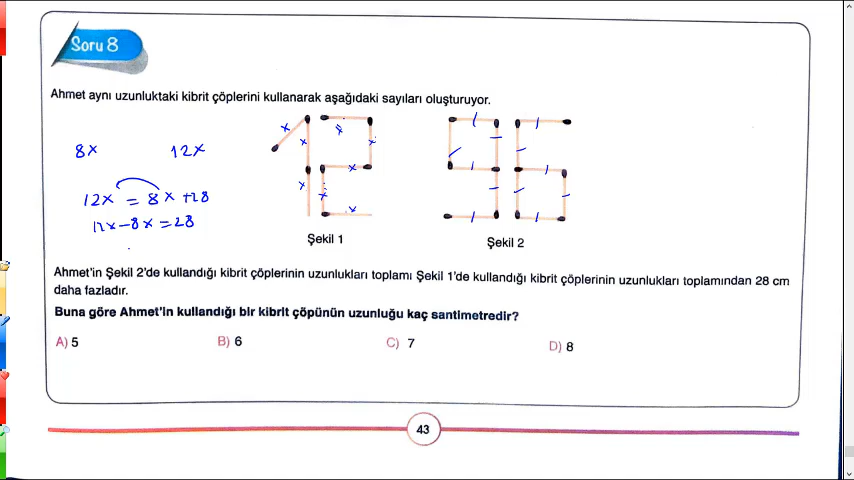 Soru 8
Ahmet aynı uzunluktaki kibrit çöplerini kullanarak aşağıdaki sayıları oluşturuyor.
8x 12x
12x = 8x +28
12x-8x=28
x x x x x x x x
Şekil 1 Şekil 2
Ahmet'in Şekil 2'de kullandığı kibrit çöplerinin uzunlukları toplamı Şekil 1'de kullandığı kibrit çöplerinin uzunlukları toplamından 28 cm
daha fazladır.
Buna göre Ahmet'in kullandığı bir kibrit çöpünün uzunluğu kaç santimetredir?
A) 5 B) 6 C) 7 D) 8
43